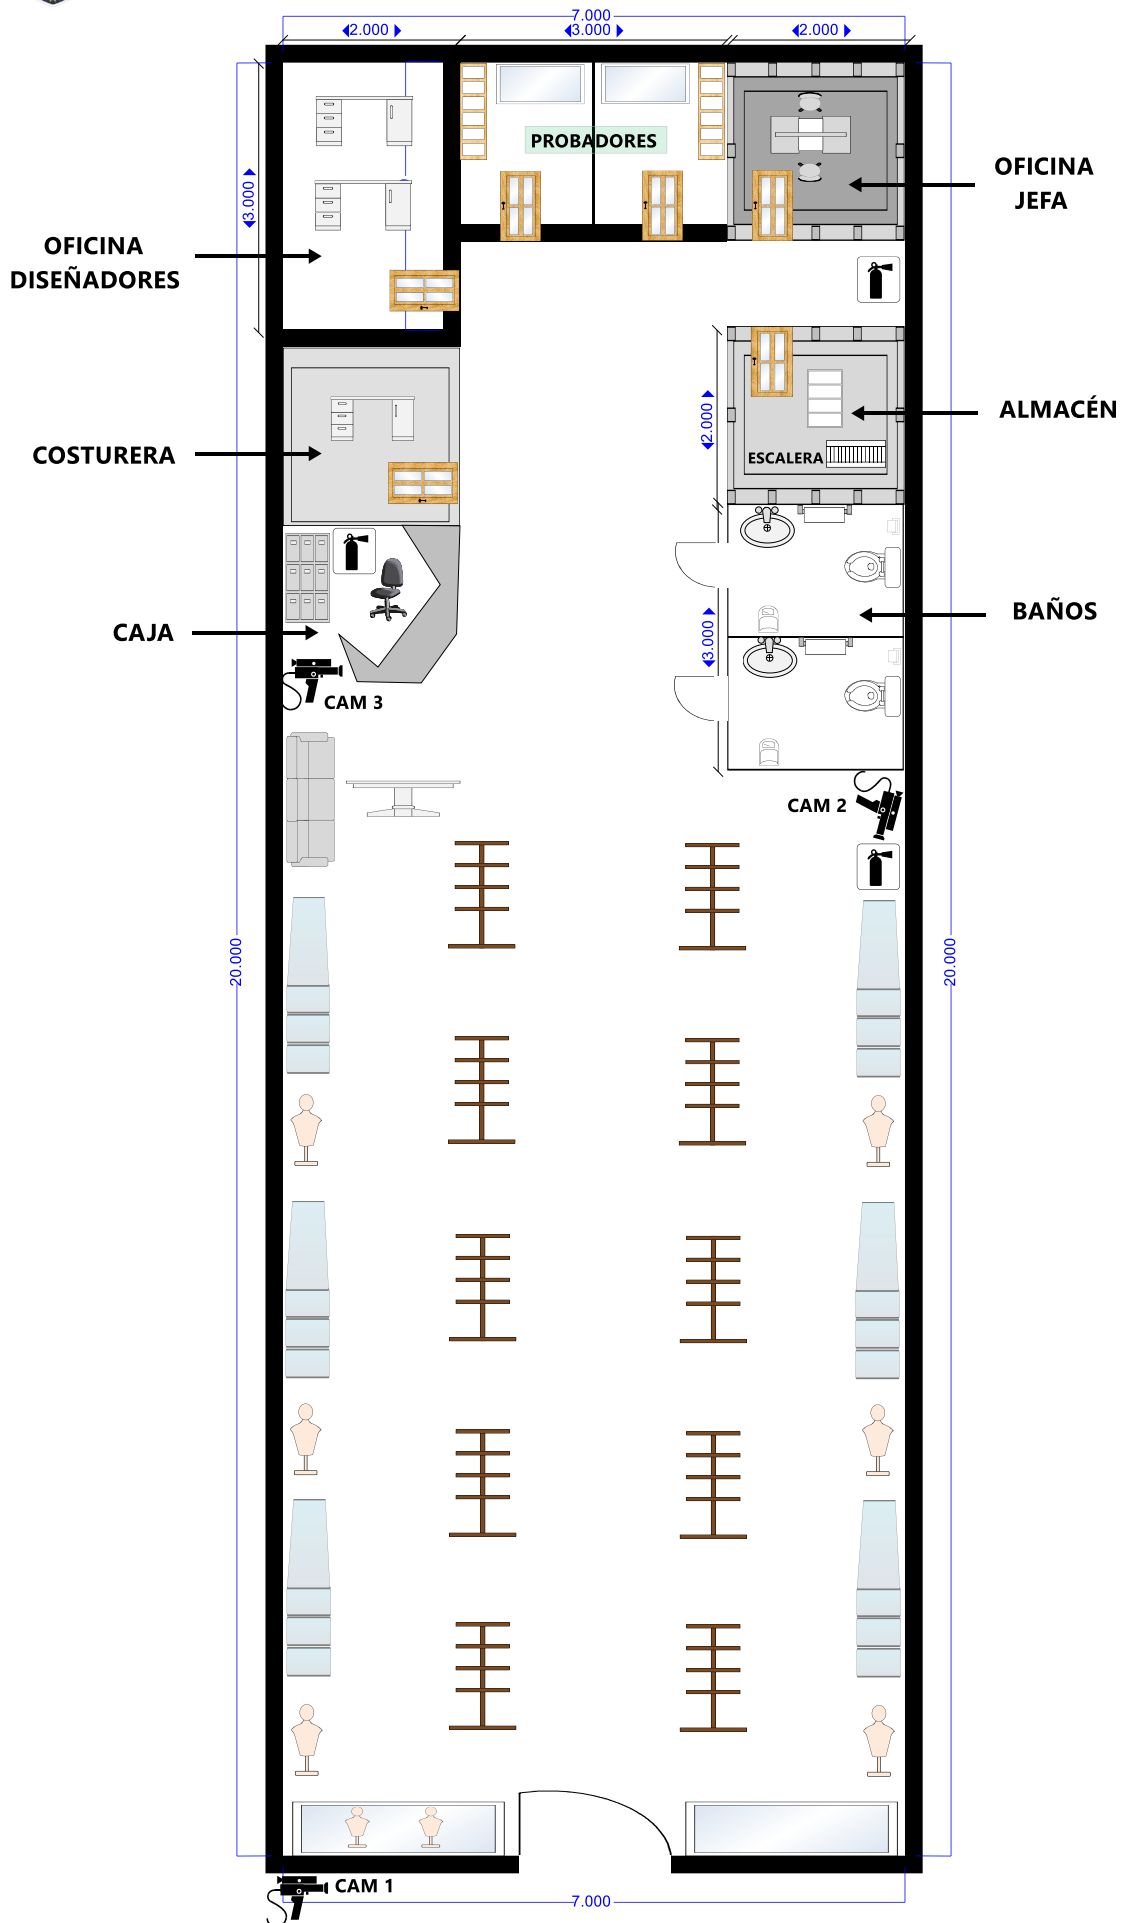 7.000
2.000
3.000
2.000
PROBADORES
OFICINA
JEFA
3.000
OFICINA
DISEÑADORES
2.000
ALMACÉN
COSTURERA
ESCALERA
CAJA
3.000
BAÑOS
CAM 3
CAM 2
20.000
20.000
CAM 1
7.000